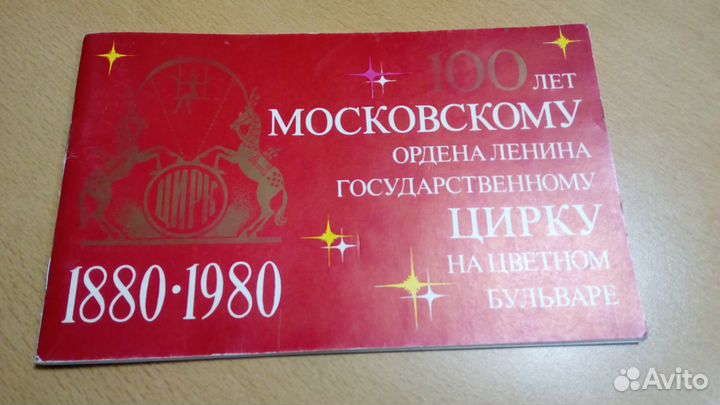 100 ЛЕТ
МОСКОВСКОМУ
ОРДЕНА ЛЕНИНА
ГОСУДАРСТВЕННОМУ
ЦИРКУ
НА ЦВЕТНОМ
БУЛЬВАРЕ
ЦИРК
1880·1980
Avito